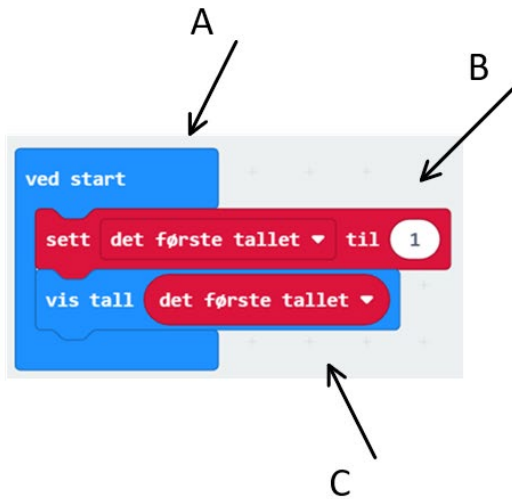 A
B
ved start
sett det første tallet til 1
vis tall det første tallet
C